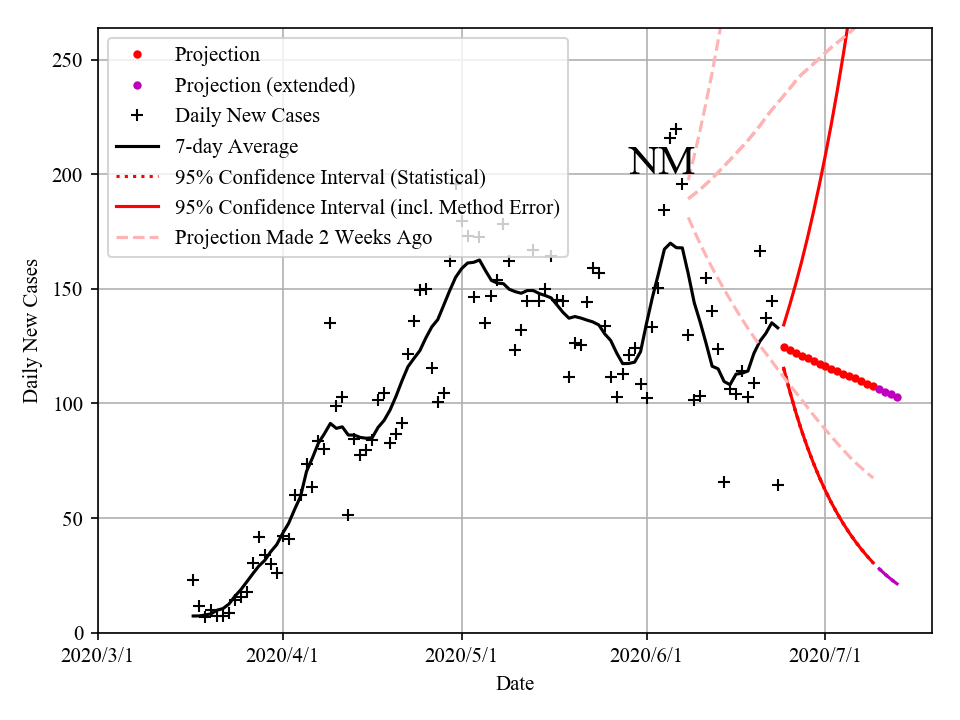 250
200
150
100
50
0
Daily New Cases
Projection
Projection (extended)
Daily New Cases
7-day Average
95% Confidence Interval (Statistical)
95% Confidence Interval (incl. Method Error)
Projection Made 2 Weeks Ago
NM
2020/3/1 2020/4/1 2020/5/1 2020/6/1 2020/7/1
Date